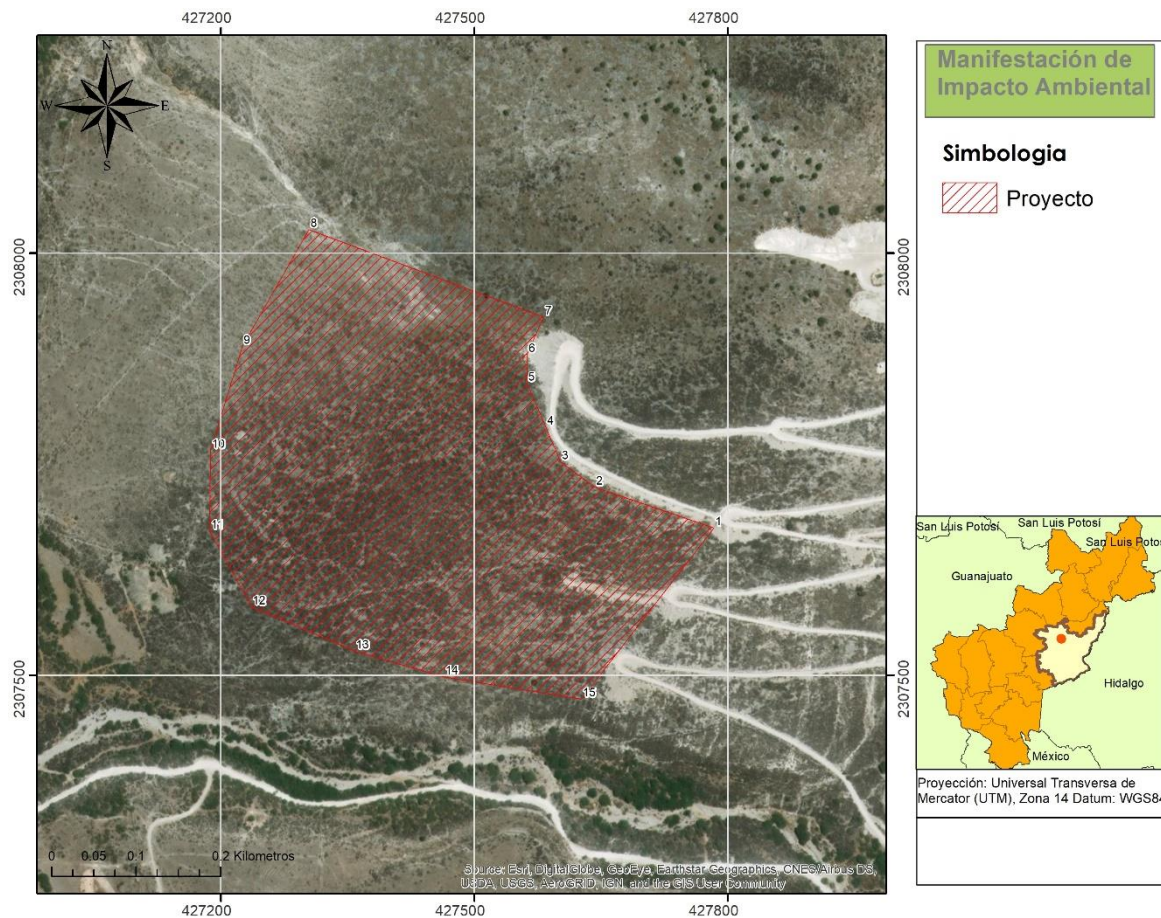 427200 427500 427800
N
W E
S
2308000 2308000
2307500 2307500
8
7
6
9
5
4
10
3
2
11
1
12
13
14
15
0 0.05 0.1 0.2 Kilometros
Source: Esri, DigitalGlobe, GeoEye, Earthstar Geographics, CNES/Airbus DS,
USDA, USGS, AeroGRID, IGN, and the GIS User Community
427200 427500 427800
Manifestación de
Impacto Ambiental
Simbologia
Proyecto
San Luis Potosí San Luis Potosí
San Luis Poto
Guanajuato
Hidalgo
México
Proyección: Universal Transversa de
Mercator (UTM), Zona 14 Datum: WGS84